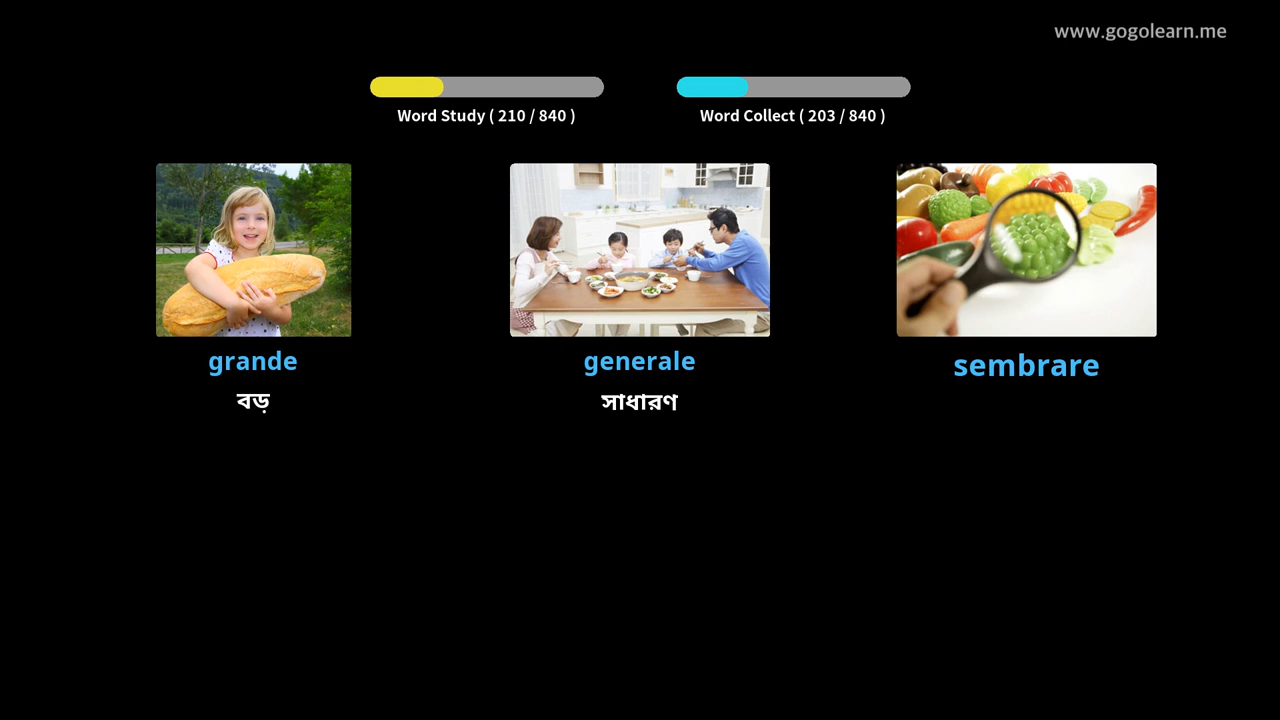 www.gogolearn.me
Word Study ( 210 / 840 )
Word Collect ( 203 / 840 )
grande
generale
sembrare
বড়
সাধারণ